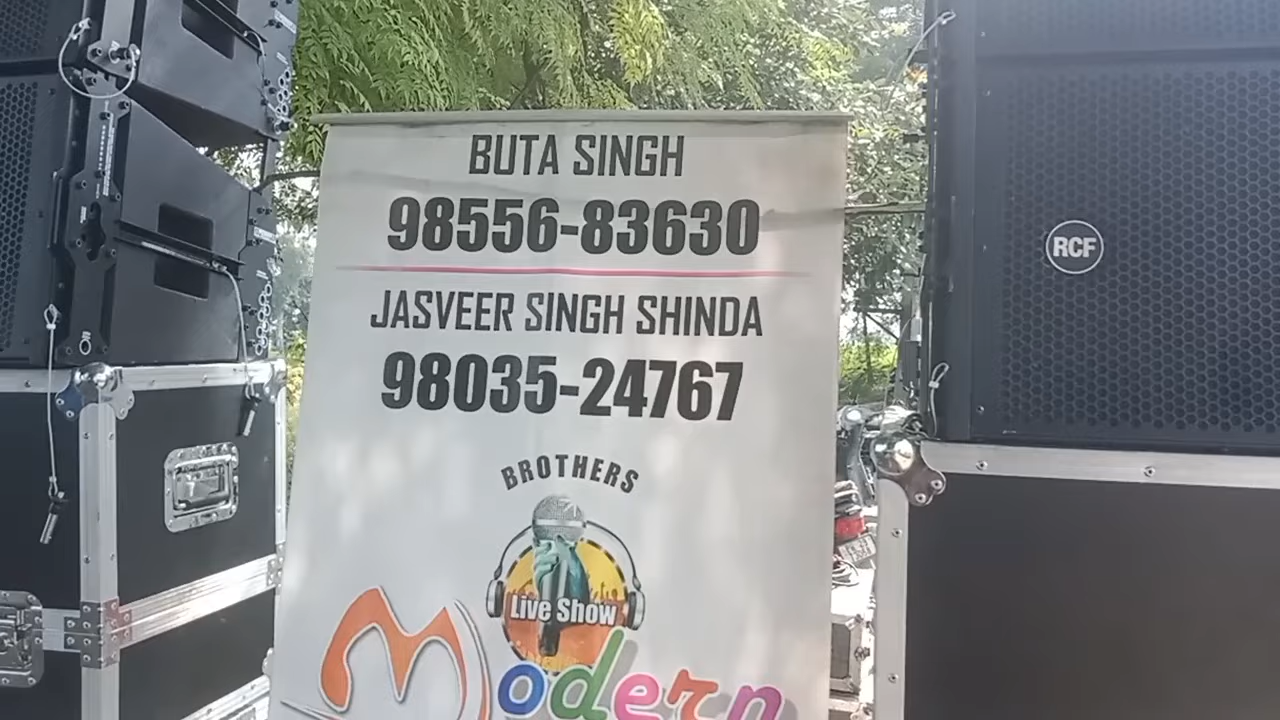 BUTA SINGH
98556-83630
JASVEER SINGH SHINDA
98035-24767
BROTHERS
Live Show
Modern
RCF